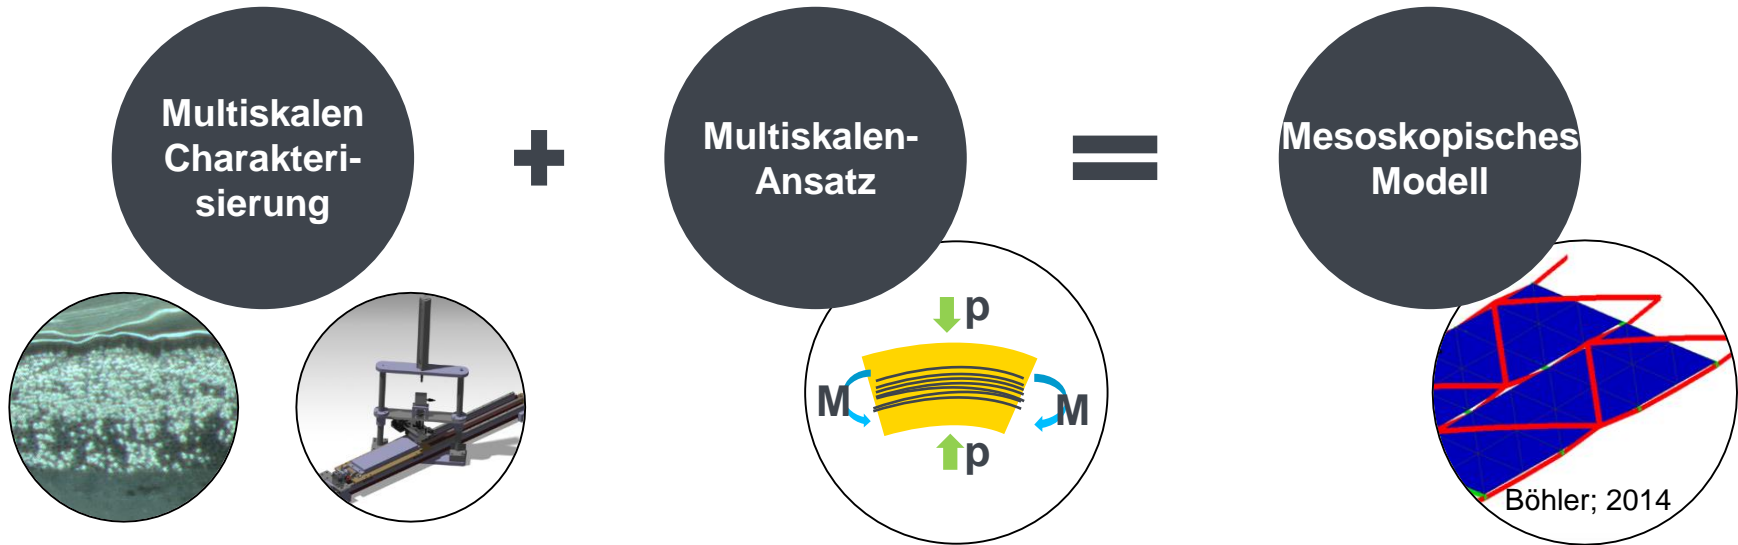 Multiskalen
Charakteri-
sierung
+
Multiskalen-
Ansatz
=
Mesoskopisches
Modell
p
M
M
p
Böhler; 2014